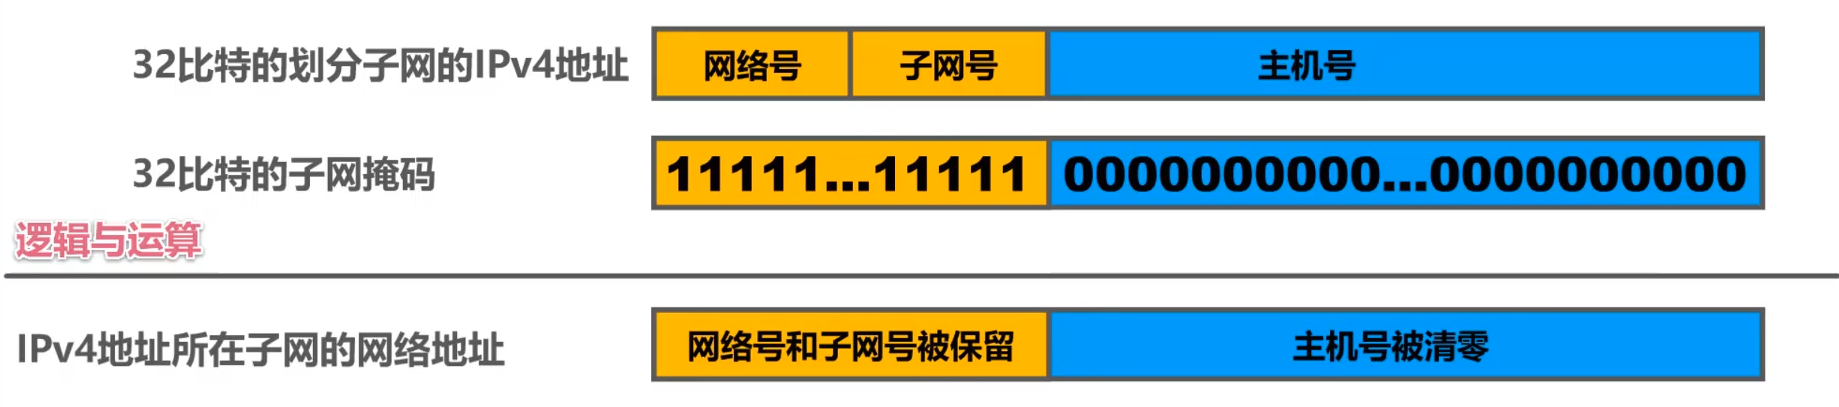 32比特的划分子网的IPv4地址 网络号 子网号 主机号
32比特的子网掩码 11111...11111 0000000000...0000000000
逻辑与运算
IPv4地址所在子网的网络地址 网络号和子网号被保留 主机号被清零